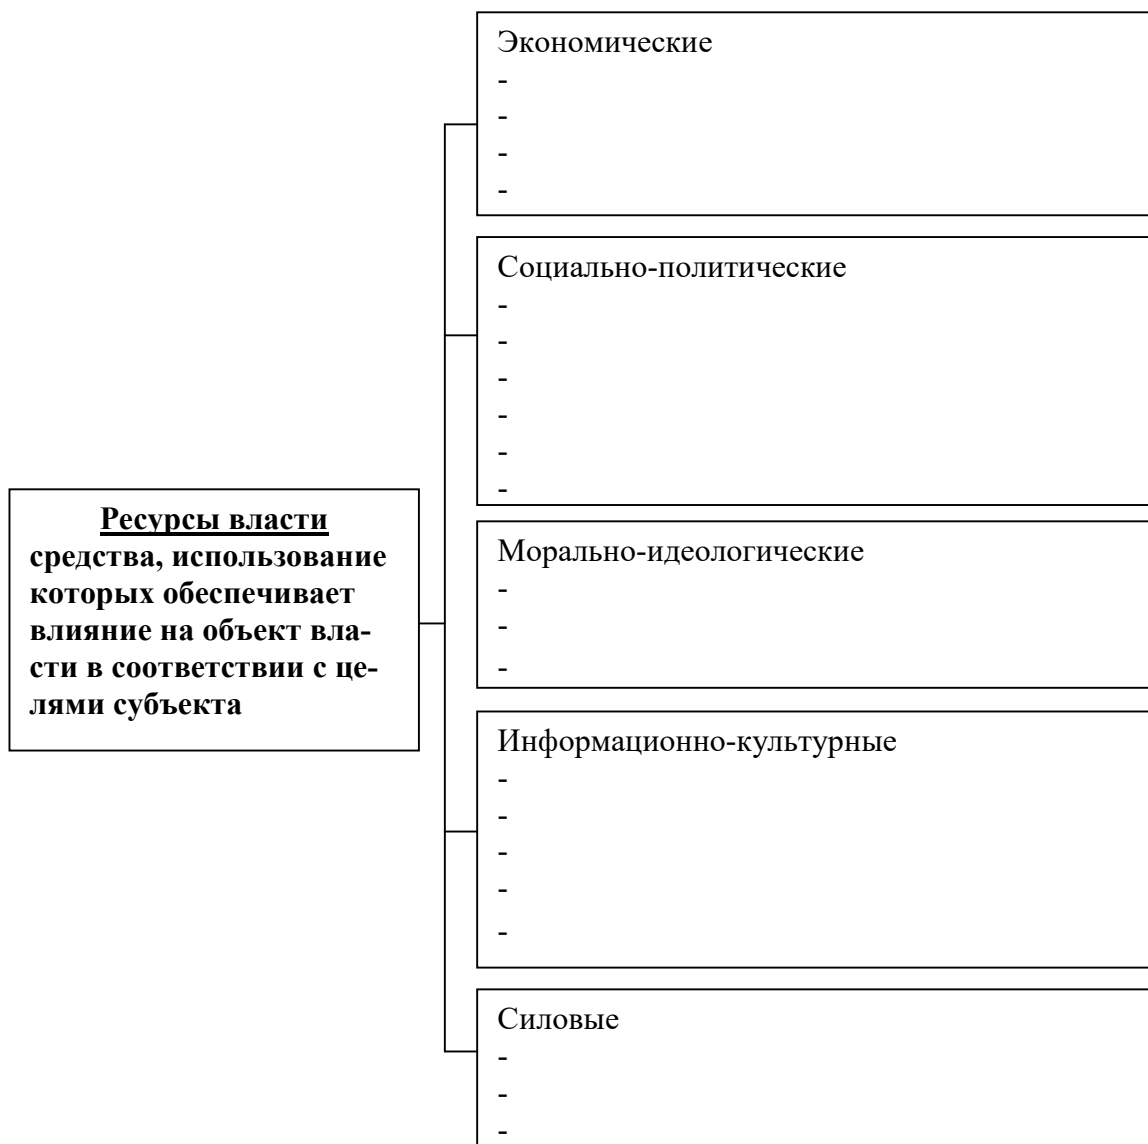 Экономические
-
-
-
-
Социально-политические
-
-
-
-
-
-
Ресурсы власти
средства, использование
которых обеспечивает
влияние на объект вла-
сти в соответствии с це-
лями субъекта
Морально-идеологические
-
-
-
Информационно-культурные
-
-
-
-
-
Силовые
-
-
-